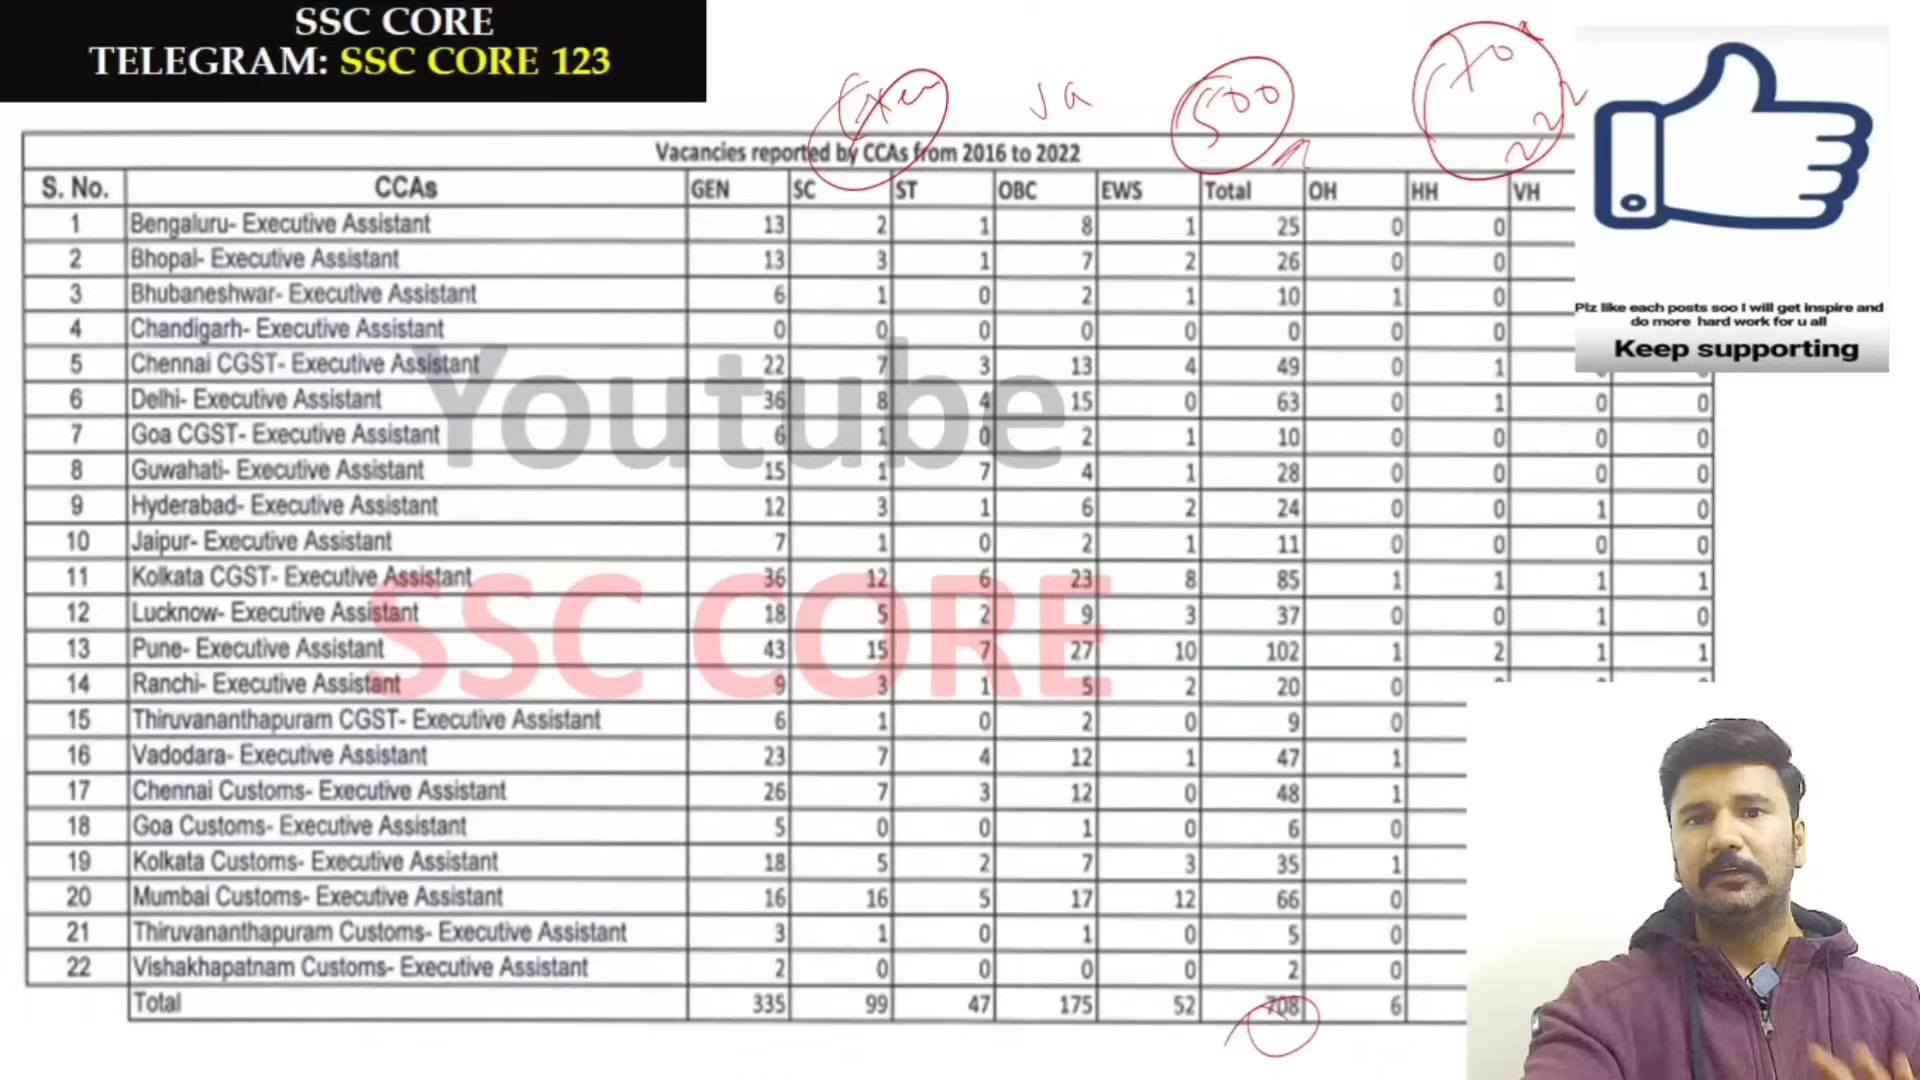 SSC CORE
TELEGRAM: SSC CORE 123
500
Vacancies reported by CCAs from 2016 to 2022
S. No. CCAs GEN SC ST OBC EWS Total OH HH VH
1 Bengaluru- Executive Assistant 13 2 1 8 1 25 0 0
2 Bhopal- Executive Assistant 13 3 1 7 2 26 0 0
3 Bhubaneshwar- Executive Assistant 6 1 0 2 1 10 1 0
4 Chandigarh- Executive Assistant 0 0 0 0 0 0 0 0
5 Chennai CGST- Executive Assistant 22 7 3 13 4 49 0 1
6 Delhi- Executive Assistant 36 8 4 15 0 63 0 1 0 0
7 Goa CGST- Executive Assistant 6 1 0 2 1 10 0 0 0 0
8 Guwahati- Executive Assistant 15 1 7 4 1 28 0 0 0 0
9 Hyderabad- Executive Assistant 12 3 1 6 2 24 0 0 1 0
10 Jaipur- Executive Assistant 7 1 0 2 1 11 0 0 0 0
11 Kolkata CGST- Executive Assistant 36 12 6 23 8 85 1 1 1 1
12 Lucknow- Executive Assistant 18 5 2 9 3 37 0 0 1 0
13 Pune- Executive Assistant 43 15 7 27 10 102 1 2 1 1
14 Ranchi- Executive Assistant 9 3 1 5 2 20 0
15 Thiruvananthapuram CGST- Executive Assistant 6 1 0 2 0 9 0
16 Vadodara- Executive Assistant 23 7 4 12 1 47 1
17 Chennai Customs- Executive Assistant 26 7 3 12 0 48 1
18 Goa Customs- Executive Assistant 5 0 0 1 0 6 0
19 Kolkata Customs- Executive Assistant 18 5 2 7 3 35 1
20 Mumbai Customs- Executive Assistant 16 16 5 17 12 66 0
21 Thiruvananthapuram Customs- Executive Assistant 3 1 0 1 0 5 0
22 Vishakhapatnam Customs- Executive Assistant 2 0 0 0 0 2 0
Total 335 99 47 175 52 708 6
Youtube
SSC CORE
Plz like each posts soo I will get inspire and
do more hard work for u all
Keep supporting